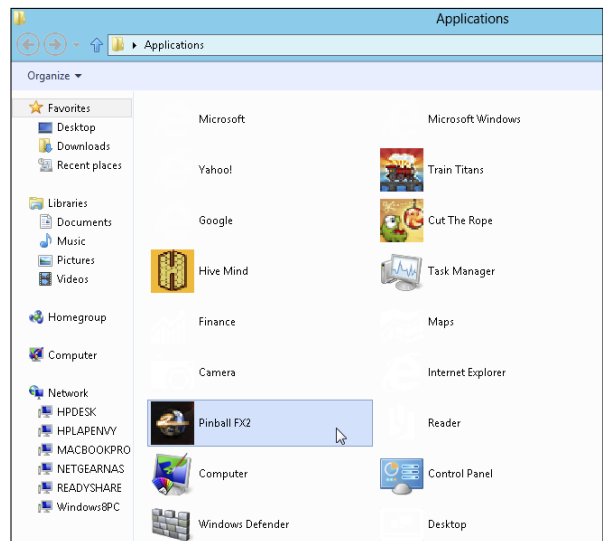 Applications
Applications
Organize
Favorites
Desktop
Downloads
Recent places
Libraries
Documents
Music
Pictures
Videos
Homegroup
Computer
Network
HPDESK
HPLAPENVY
MACBOOKPRO
NETGEARNAS
READYSHARE
Windows8PC
Microsoft
Microsoft Windows
Yahoo!
Train Titans
Google
Cut The Rope
Hive Mind
Task Manager
Finance
Maps
Camera
Internet Explorer
Pinball FX2
Reader
Computer
Control Panel
Windows Defender
Desktop